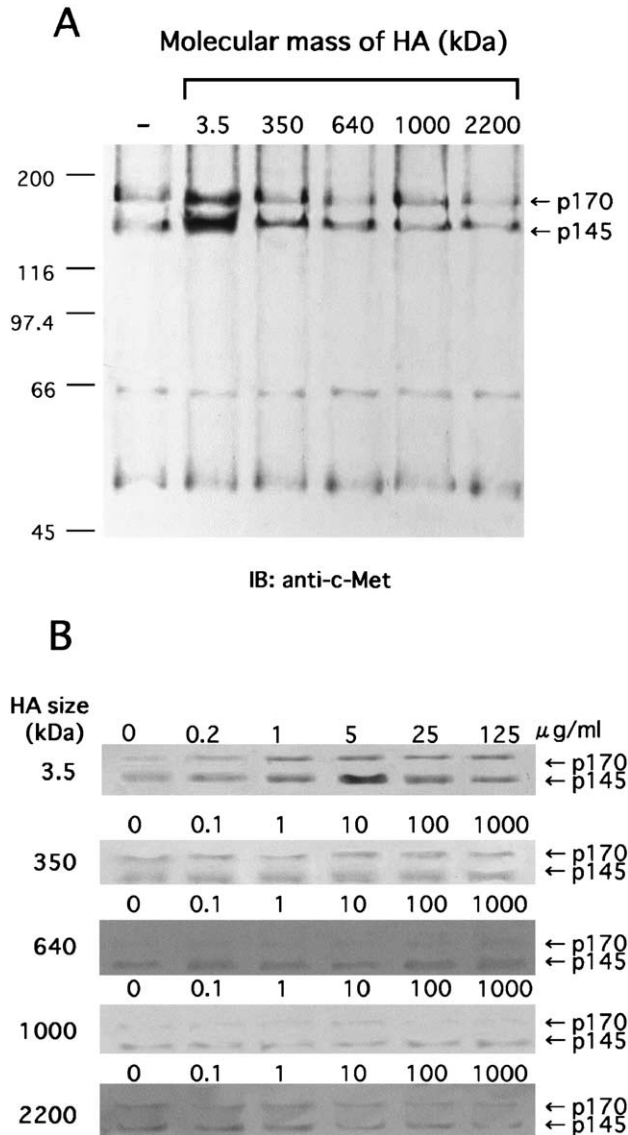 A
Molecular mass of HA (kDa)
– 3.5 350 640 1000 2200
200
← p170
← p145
116
97.4
66
45
IB: anti-c-Met
B
HA size
(kDa)
0 0.2 1 5 25 125 μg/ml
3.5 ← p170
← p145
0 0.1 1 10 100 1000
350 ← p170
← p145
0 0.1 1 10 100 1000
640 ← p170
← p145
0 0.1 1 10 100 1000
1000 ← p170
← p145
0 0.1 1 10 100 1000
2200 ← p170
← p145